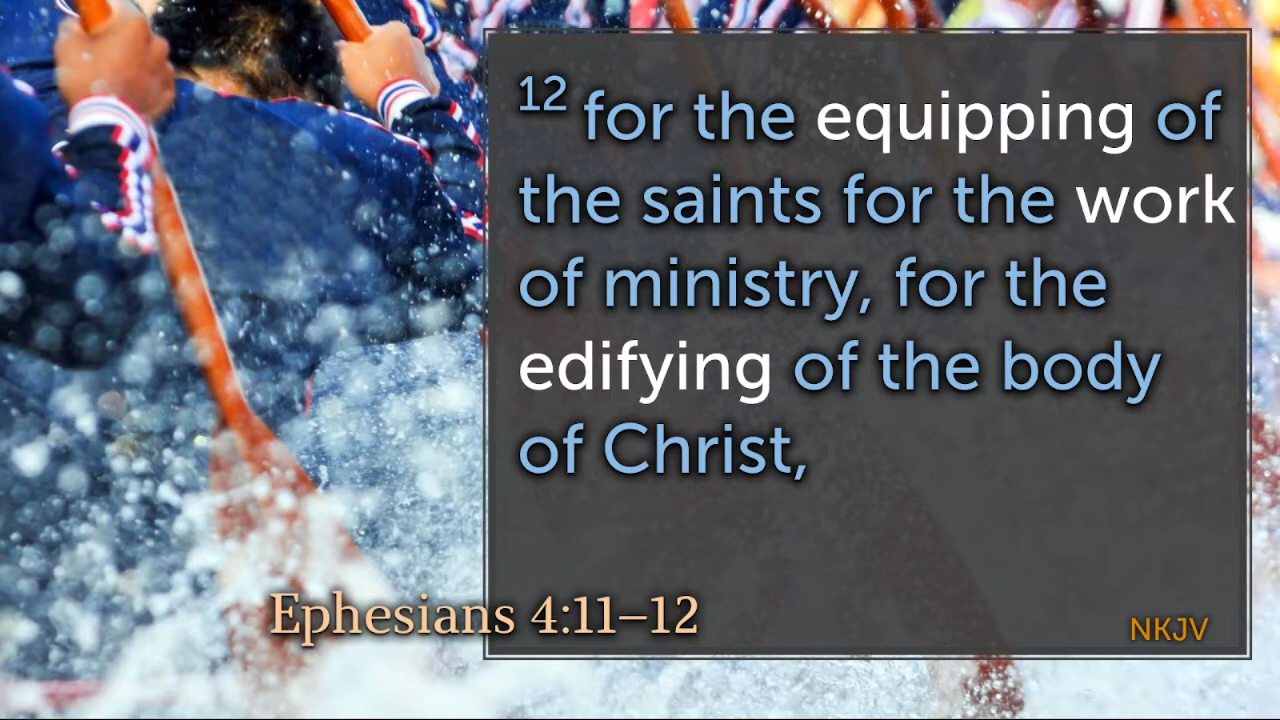 12 for the equipping of
the saints for the work
of ministry, for the
edifying of the body
of Christ,
Ephesians 4:11–12
NKJV